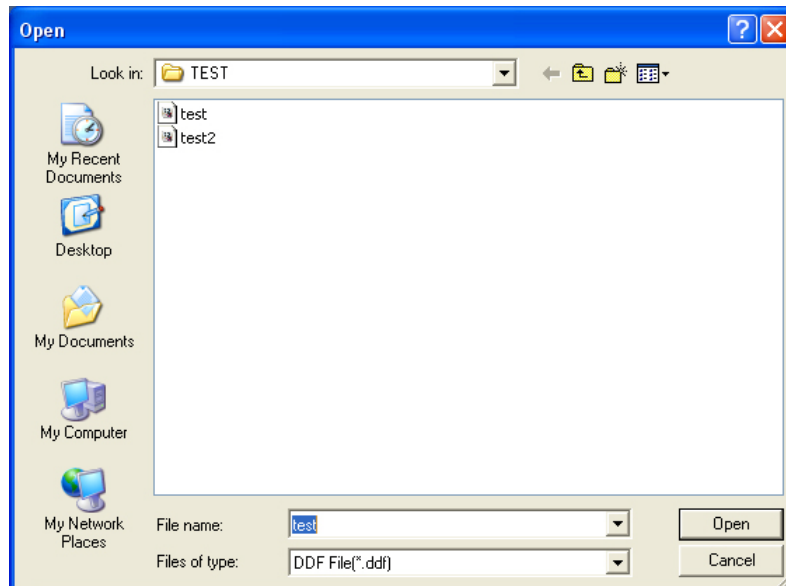 Open
Look in: TEST
test
test2
My Recent
Documents
Desktop
My Documents
My Computer
My Network
Places
File name: test Open
Files of type: DDF File(*.ddf) Cancel